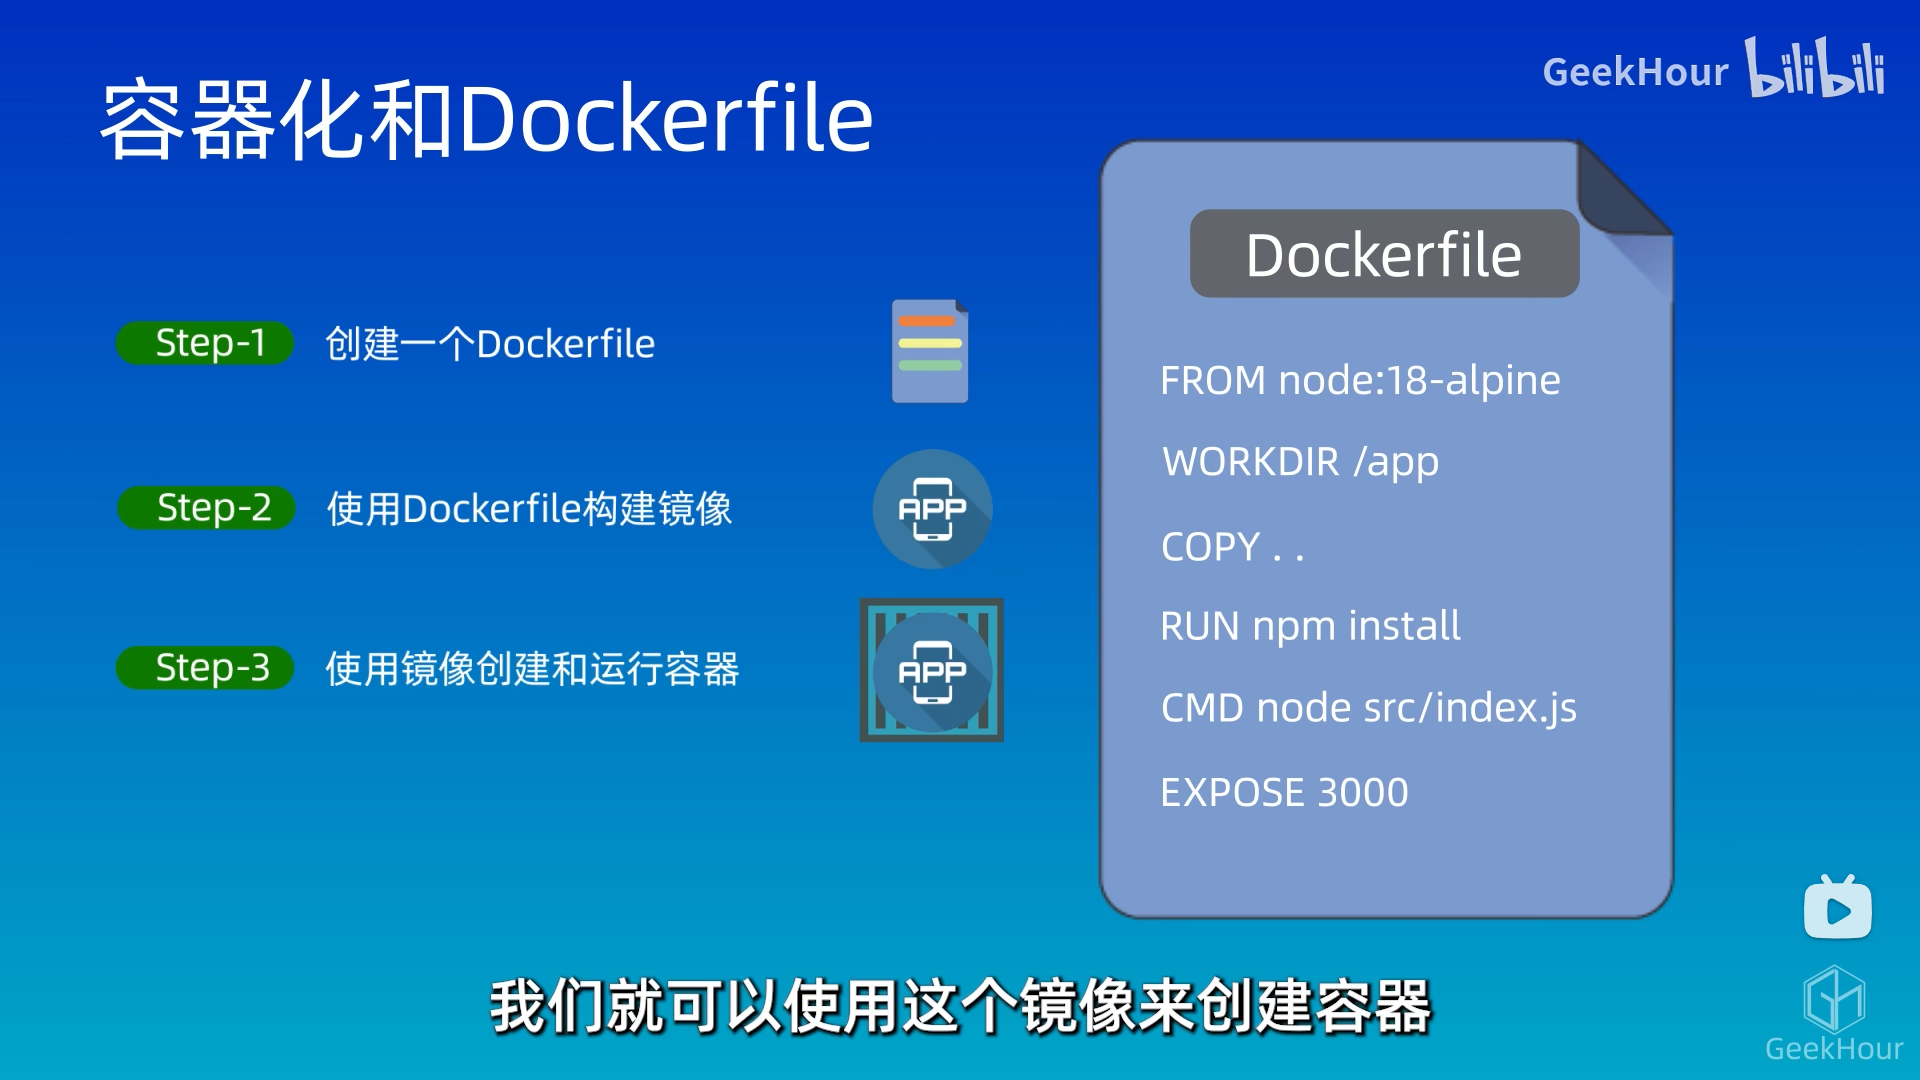 容器化和Dockerfile
GeekHour bilibili
Step-1 创建一个Dockerfile
Step-2 使用Dockerfile构建镜像
APP
Step-3 使用镜像创建和运行容器
APP
Dockerfile
FROM node:18-alpine
WORKDIR /app
COPY . .
RUN npm install
CMD node src/index.js
EXPOSE 3000
我们就可以使用这个镜像来创建容器
GeekHour